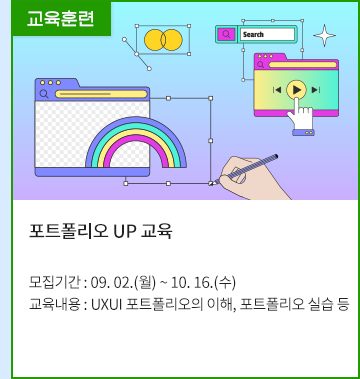 교육훈련
Search
포트폴리오 UP 교육
모집기간 : 09. 02.(월) ~ 10. 16.(수)
교육내용 : UXUI 포트폴리오의 이해, 포트폴리오 실습 등